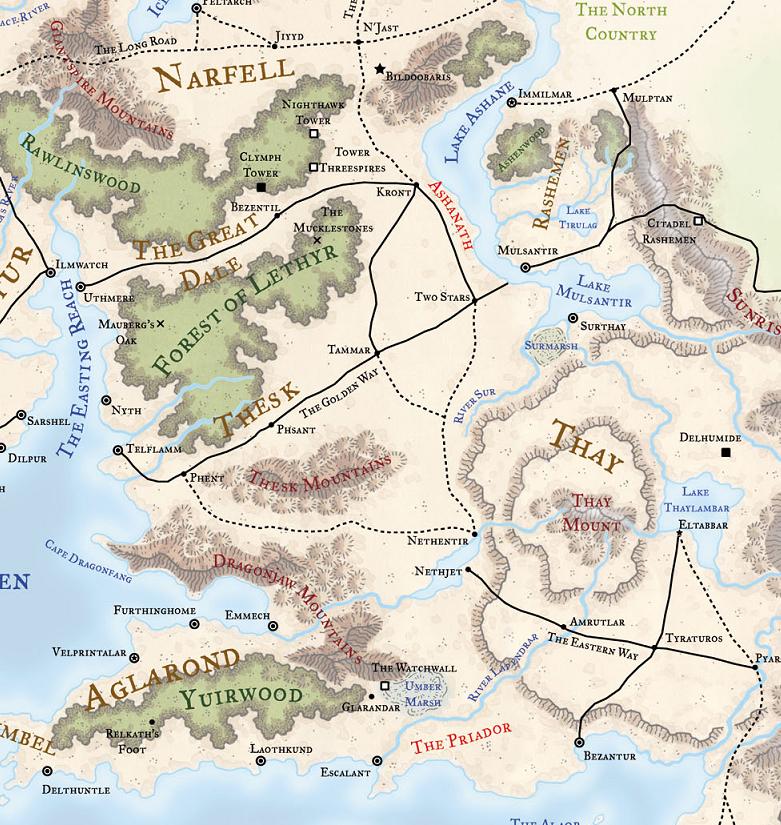 PELTARCH
THE NORTH
COUNTRY
THE LONG ROAD
JIYYD
N'JAST
GIANTSPIRE MOUNTAINS
NARFELL
BILDOOBARIS
IMMILMAR
MULPTAN
NIGHTHAWK
TOWER
LAKE ASHANE
ASHENWOOD
RASHEMEN
RAWLINSWOOD
CLYMPH
TOWER
TOWER
THREESPIRES
KRONT
ASHANATH
BEZENTIL
THE
MUCKLESTONES
LAKE
TIRULAG
CITADEL
RASHEMEN
THE GREAT
DALE
MULSANTIR
ILMWATCH
UTHMERE
FOREST OF LETHYR
LAKE
MULSANTIR
TWO STARS
SUNRIS
MAUBERG'S
OAK
SURTHAY
SURMARSH
TAMMAR
THE EASTING REACH
THESK
THE GOLDEN WAY
RIVER SUR
NYTH
SARSHEL
PHSANT
THAY
DELHUMIDE
TELFLAMM
DILPUR
PHENT
THESK MOUNTAINS
THAY
MOUNT
LAKE
THAYLAMBAR
ELTABBAR
NETHENTIR
CAPE DRAGONFANG
DRAGONJAW MOUNTAINS
NETHJET
EN
FURTHINGHOME
EMMECH
AMRUTLAR
THE EASTERN WAY
TYRATUROS
VELPRINTALAR
PYAR
AGLAROND
YUIRWOOD
THE WATCHWALL
UMBER
MARSH
GLARANDAR
RIVER LAPENDRAR
RELKATH'S
FOOT
THE PRIADOR
LAOTHKUND
ESCALANT
BEZANTUR
DELTHUNTLE
THE ALAOR